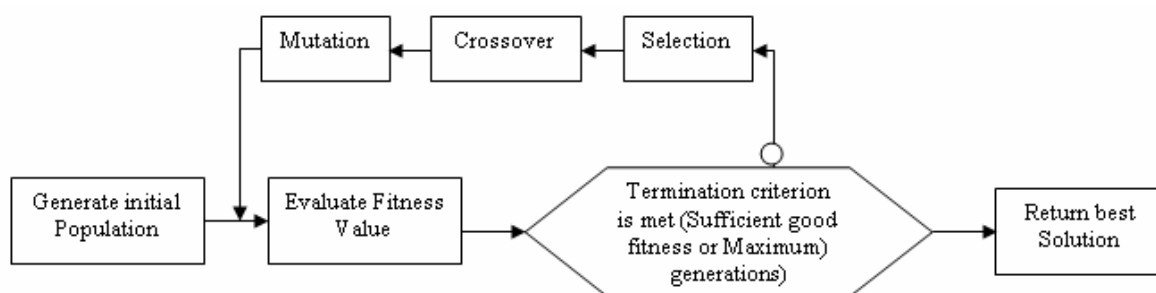 Mutation
Crossover
Selection
Generate initial
Population
Evaluate Fitness
Value
Termination criterion
is met (Sufficient good
fitness or Maximum)
generations)
Return best
Solution